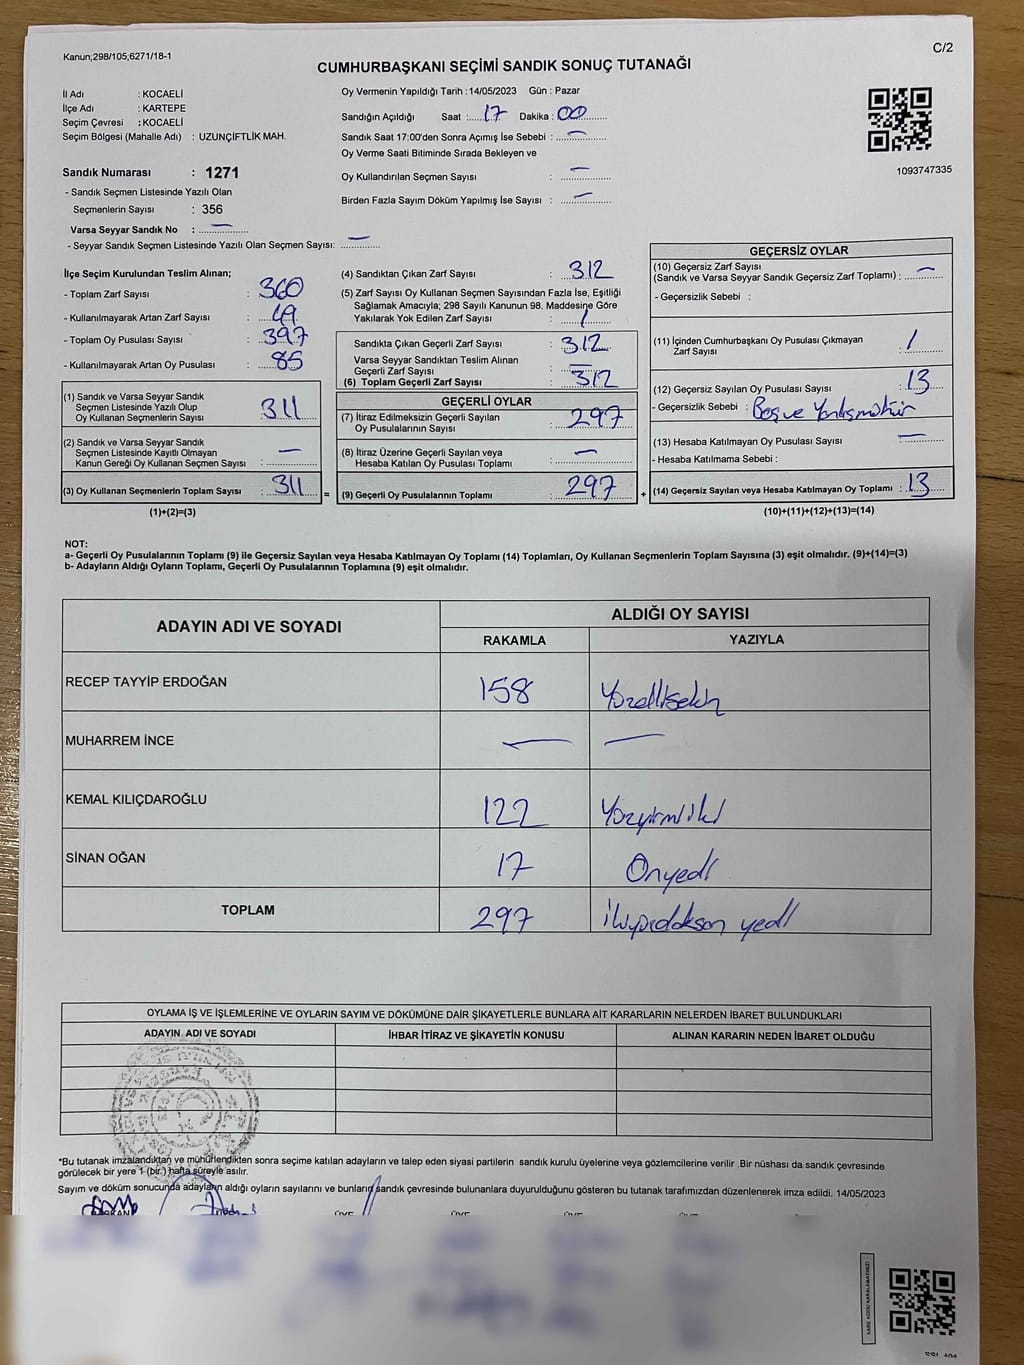 Kanun;298/105;6271/18-1
C/2
CUMHURBAŞKANI SEÇİMİ SANDIK SONUÇ TUTANAĞI
İl Adı : KOCAELİ
İlçe Adı : KARTEPE
Seçim Çevresi : KOCAELİ
Seçim Bölgesi (Mahalle Adı) : UZUNÇİFTLİK MAH.
Sandık Numarası : 1271
- Sandık Seçmen Listesinde Yazılı Olan
Seçmenlerin Sayısı : 356
Varsa Seyyar Sandık No : —
- Seyyar Sandık Seçmen Listesinde Yazılı Olan Seçmen Sayısı: —
Oy Vermenin Yapıldığı Tarih : 14/05/2023 Gün : Pazar
Sandığın Açıldığı Saat : 17 Dakika : 00
Sandık Saat 17:00'den Sonra Açımış İse Sebebi : —
Oy Verme Saati Bitiminde Sırada Bekleyen ve
Oy Kullandırılan Seçmen Sayısı : —
Birden Fazla Sayım Döküm Yapılmış İse Sayısı : —
1093747335
İlçe Seçim Kurulundan Teslim Alınan;
- Toplam Zarf Sayısı : 360
- Kullanılmayarak Artan Zarf Sayısı : 49
- Toplam Oy Pusulası Sayısı : 397
- Kullanılmayarak Artan Oy Pusulası : 85
(1) Sandık ve Varsa Seyyar Sandık
Seçmen Listesinde Yazılı Olup
Oy Kullanan Seçmenlerin Sayısı : 311
(2) Sandık ve Varsa Seyyar Sandık
Seçmen Listesinde Kayıtlı Olmayan
Kanun Gereği Oy Kullanan Seçmen Sayısı : —
(3) Oy Kullanan Seçmenlerin Toplam Sayısı : 311
(1)+(2)=(3)
(4) Sandıktan Çıkan Zarf Sayısı : 312
(5) Zarf Sayısı Oy Kullanan Seçmen Sayısından Fazla İse, Eşitliği
Sağlamak Amacıyla; 298 Sayılı Kanunun 98. Maddesine Göre
Yakılarak Yok Edilen Zarf Sayısı : 1
Sandıkta Çıkan Geçerli Zarf Sayısı : 312
Varsa Seyyar Sandıktan Teslim Alınan
Geçerli Zarf Sayısı : —
(6) Toplam Geçerli Zarf Sayısı : 312
GEÇERLİ OYLAR
(7) İtiraz Edilmeksizin Geçerli Sayılan
Oy Pusulalarının Sayısı : 297
(8) İtiraz Üzerine Geçerli Sayılan veya
Hesaba Katılan Oy Pusulası Toplamı : —
= (9) Geçerli Oy Pusulalarının Toplamı : 297
GEÇERSİZ OYLAR
(10) Geçersiz Zarf Sayısı
(Sandık ve Varsa Seyyar Sandık Geçersiz Zarf Toplamı) : —
- Geçersizlik Sebebi :
(11) İçinden Cumhurbaşkanı Oy Pusulası Çıkmayan
Zarf Sayısı : 1
(12) Geçersiz Sayılan Oy Pusulası Sayısı : 13
- Geçersizlik Sebebi : Boş ve Yanlış mühür
(13) Hesaba Katılmayan Oy Pusulası Sayısı : —
- Hesaba Katılmama Sebebi :
+ (14) Geçersiz Sayılan veya Hesaba Katılmayan Oy Toplamı : 13
(10)+(11)+(12)+(13)=(14)
NOT:
a- Geçerli Oy Pusulalarının Toplamı (9) ile Geçersiz Sayılan veya Hesaba Katılmayan Oy Toplamı (14) Toplamları, Oy Kullanan Seçmenlerin Toplam Sayısına (3) eşit olmalıdır. (9)+(14)=(3)
b- Adayların Aldığı Oyların Toplamı, Geçerli Oy Pusulalarının Toplamına (9) eşit olmalıdır.
ADAYIN ADI VE SOYADI
ALDIĞI OY SAYISI
RAKAMLA YAZIYLA
RECEP TAYYİP ERDOĞAN 158 Yüzellisekiz
MUHARREM İNCE — —
KEMAL KILIÇDAROĞLU 122 Yüzyirmiiki
SİNAN OĞAN 17 Onyedi
TOPLAM 297 ikiyüzdoksan yedi
OYLAMA İŞ VE İŞLEMLERİNE VE OYLARIN SAYIM VE DÖKÜMÜNE DAİR ŞİKAYETLERLE BUNLARA AİT KARARLARIN NELERDEN İBARET BULUNDUKLARI
ADAYIN ADI VE SOYADI İHBAR İTİRAZ VE ŞİKAYETİN KONUSU ALINAN KARARIN NEDEN İBARET OLDUĞU
*Bu tutanak imzalandıktan ve mühürlendikten sonra seçime katılan adayların ve talep eden siyasi partilerin sandık kurulu üyelerine veya gözlemcilerine verilir .Bir nüshası da sandık çevresinde
görülecek bir yere 1 (bir.) hafta süreyle asılır.
Sayım ve döküm sonucunda adayların aldığı oyların sayılarını ve bunların sandık çevresinde bulunanlara duyurulduğunu gösteren bu tutanak tarafımızdan düzenlenerek imza edildi. 14/05/2023